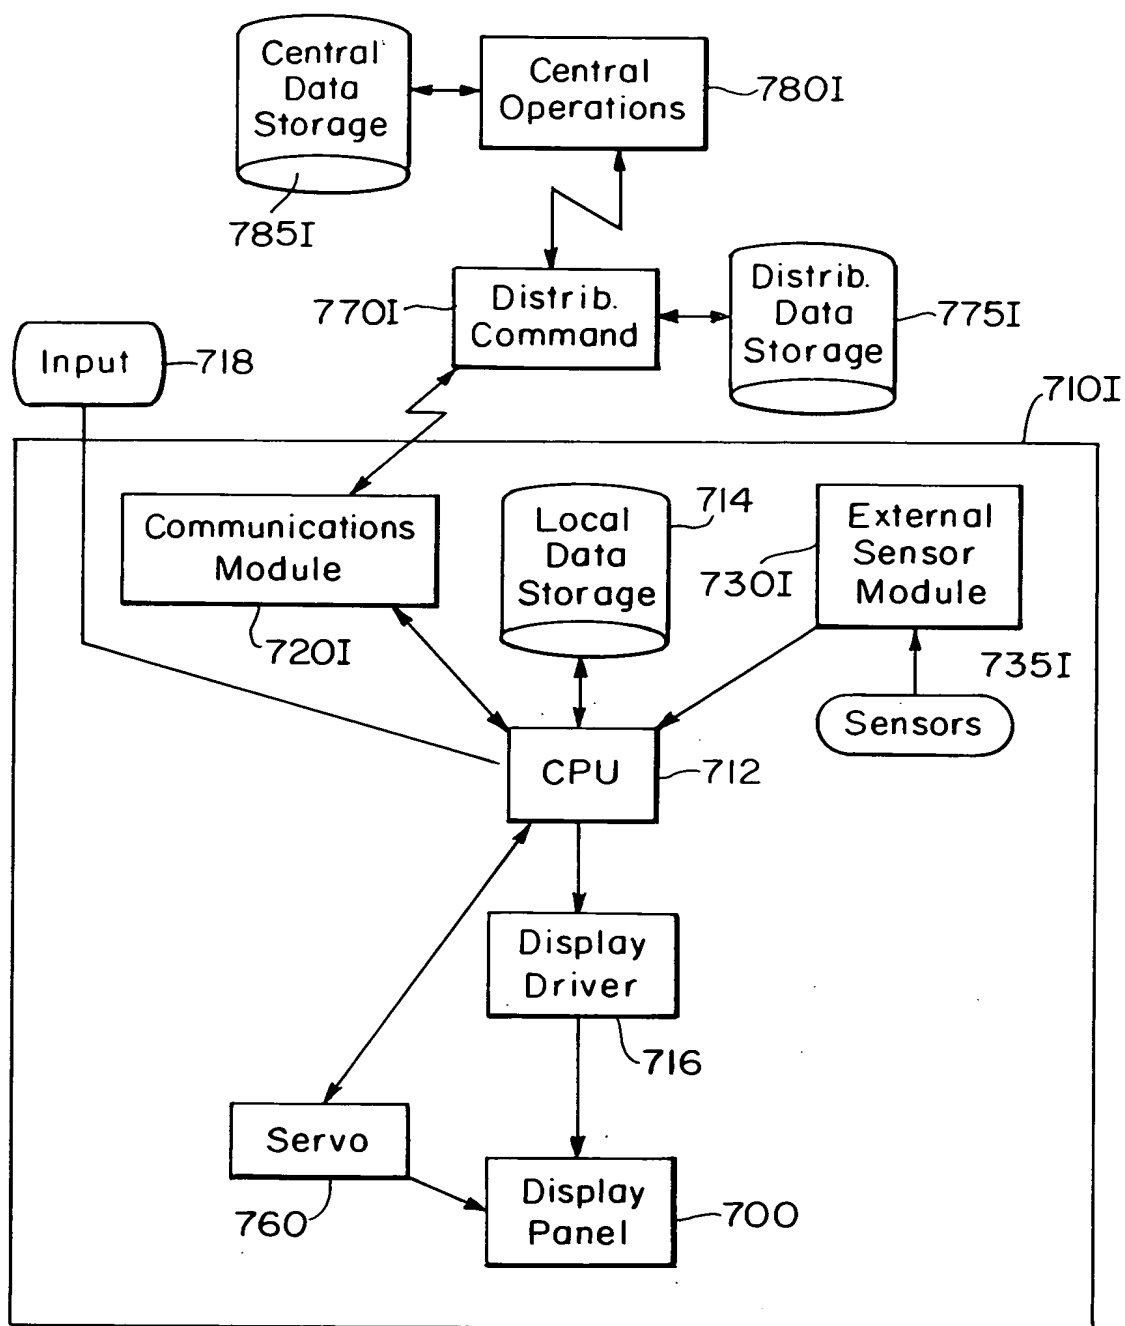 Central
Data
Storage
785I
Central
Operations
780I
Distrib.
Command
770I
Distrib.
Data
Storage
775I
Input
718
710I
Communications
Module
720I
Local
Data
Storage
714
External
Sensor
Module
730I
735I
Sensors
CPU
712
Display
Driver
716
Servo
760
Display
Panel
700